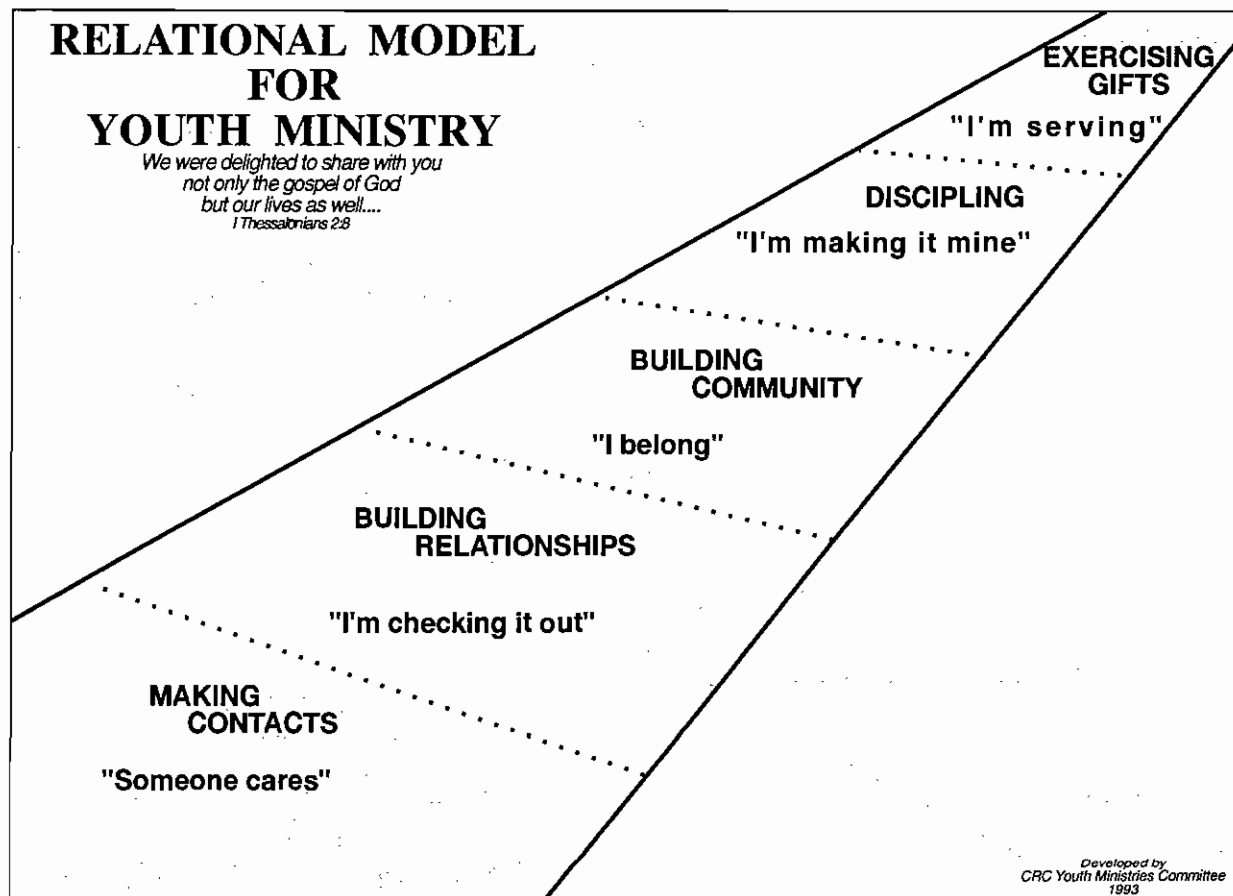 RELATIONAL MODEL
FOR
YOUTH MINISTRY
We were delighted to share with you
not only the gospel of God
but our lives as well....
I Thessalonians 2:8
EXERCISING
GIFTS
"I'm serving"
DISCIPLING
"I'm making it mine"
BUILDING
COMMUNITY
"I belong"
BUILDING
RELATIONSHIPS
"I'm checking it out"
MAKING
CONTACTS
"Someone cares"
Developed by
CRC Youth Ministries Committee
1993